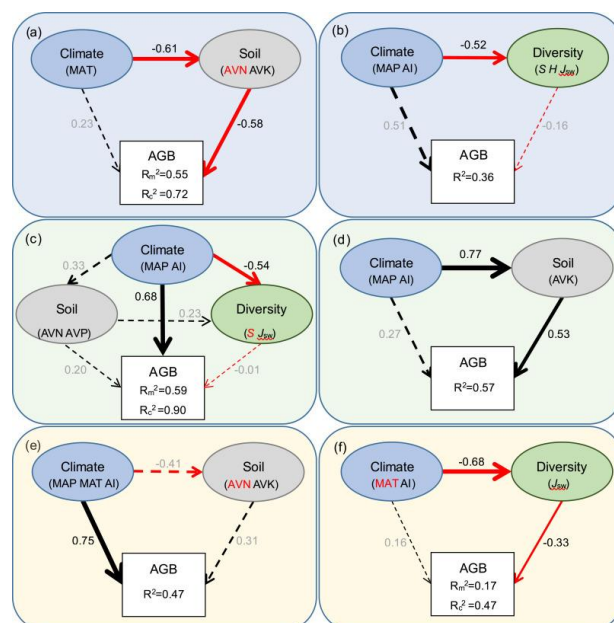 (a)
Climate
(MAT)
-0.61
Soil
(AVN AVK)
0.23
-0.58
AGB
Rm²=0.55
Rc²=0.72
(b)
Climate
(MAP AI)
-0.52
Diversity
(S H Jsw)
0.51
-0.16
AGB
R²=0.36
(c)
Climate
(MAP AI)
0.33
-0.54
0.68
Soil
(AVN AVP)
0.23
Diversity
(S Jsw)
0.20
-0.01
AGB
Rm²=0.59
Rc²=0.90
(d)
Climate
(MAP AI)
0.77
Soil
(AVK)
0.27
0.53
AGB
R²=0.57
(e)
Climate
(MAP MAT AI)
-0.41
Soil
(AVN AVK)
0.75
0.31
AGB
R²=0.47
(f)
Climate
(MAT AI)
-0.68
Diversity
(Jsw)
0.16
-0.33
AGB
Rm²=0.17
Rc²=0.47